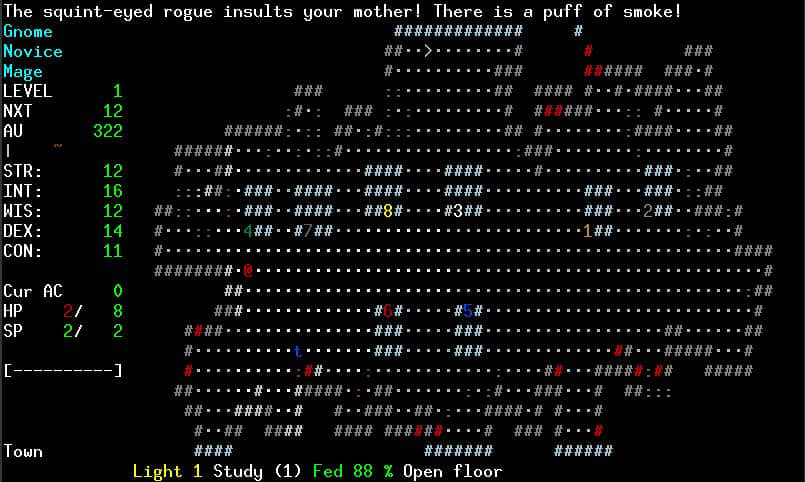 The squint-eyed rogue insults your mother! There is a puff of smoke!
Gnome
Novice
Mage
LEVEL 1
NXT 12
AU 322
| ~
STR: 12
INT: 16
WIS: 12
DEX: 14
CON: 11
Cur AC 0
HP 2/ 8
SP 2/ 2
[----------]
Town
Light 1 Study (1) Fed 88 % Open floor